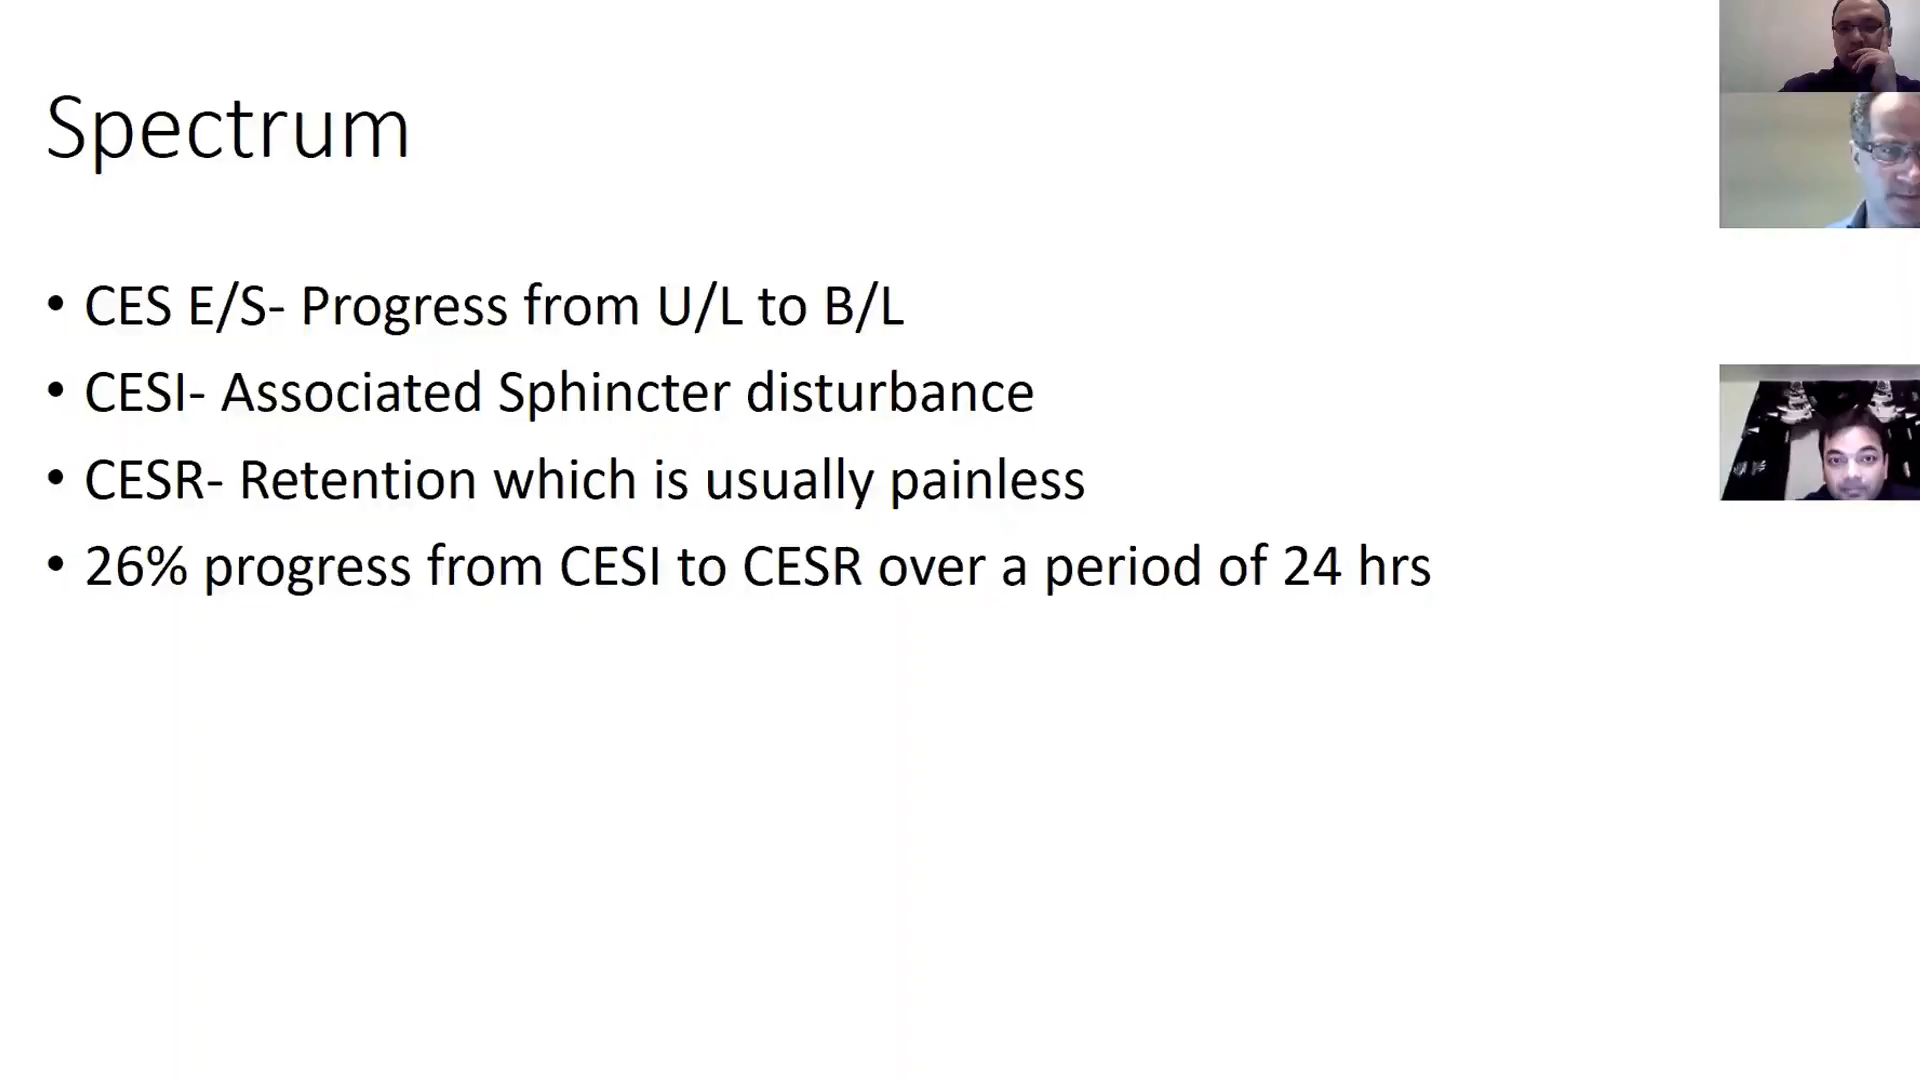 Spectrum
• CES E/S- Progress from U/L to B/L
• CESI- Associated Sphincter disturbance
• CESR- Retention which is usually painless
• 26% progress from CESI to CESR over a period of 24 hrs